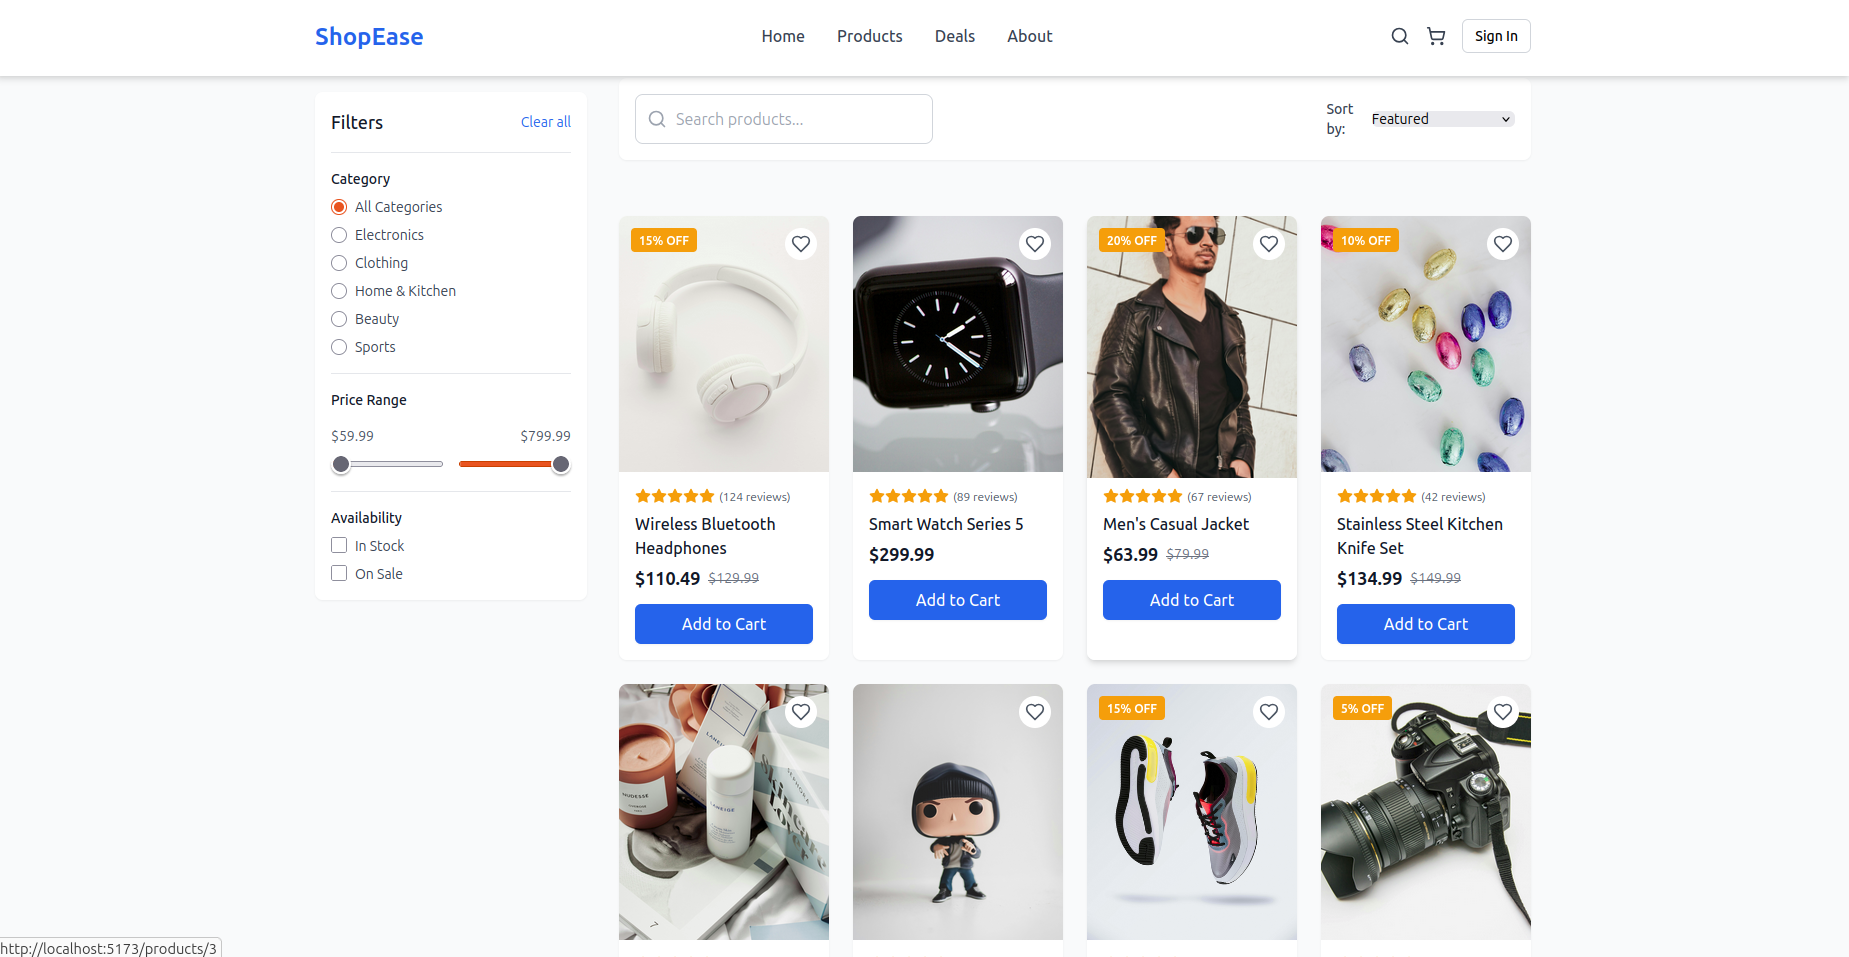 ShopEase
Home Products Deals About
Sign In
Filters
Clear all
Category
All Categories
Electronics
Clothing
Home & Kitchen
Beauty
Sports
Price Range
$59.99 $799.99
Availability
In Stock
On Sale
Search products...
Sort
by:
Featured
15% OFF
(124 reviews)
Wireless Bluetooth
Headphones
$110.49 $129.99
Add to Cart
(89 reviews)
Smart Watch Series 5
$299.99
Add to Cart
20% OFF
(67 reviews)
Men's Casual Jacket
$63.99 $79.99
Add to Cart
10% OFF
(42 reviews)
Stainless Steel Kitchen
Knife Set
$134.99 $149.99
Add to Cart
LANEIGE
15% OFF
5% OFF
http://localhost:5173/products/3